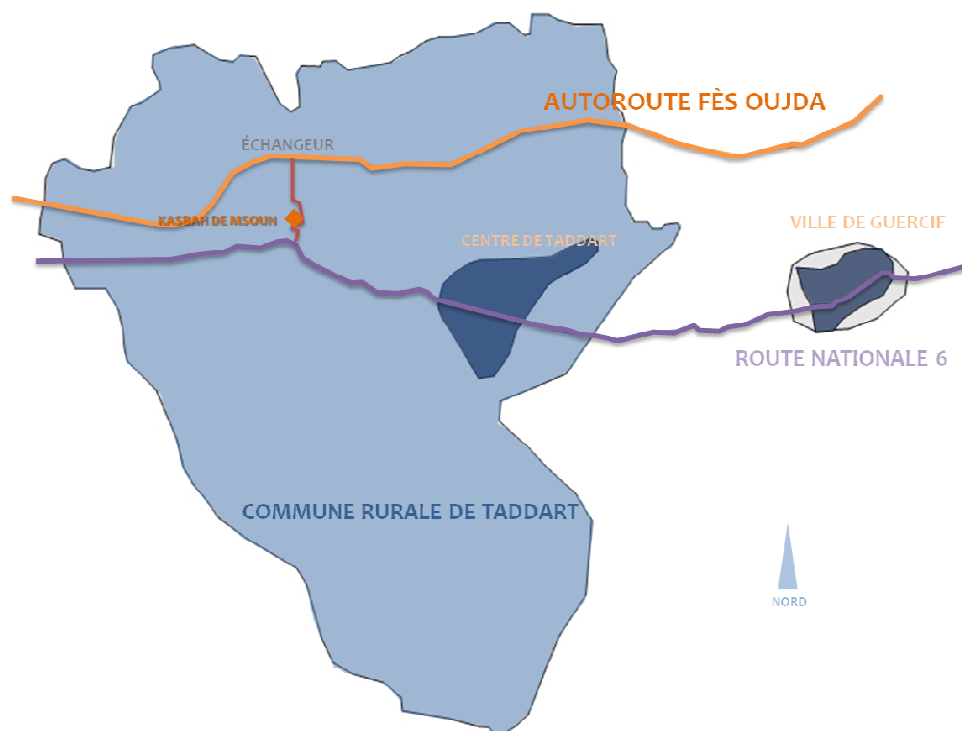 AUTOROUTE FÈS OUJDA
ÉCHANGEUR
KASBAH DE MSOUN
VILLE DE GUERCIF
CENTRE DE TADDART
ROUTE NATIONALE 6
COMMUNE RURALE DE TADDART
NORD